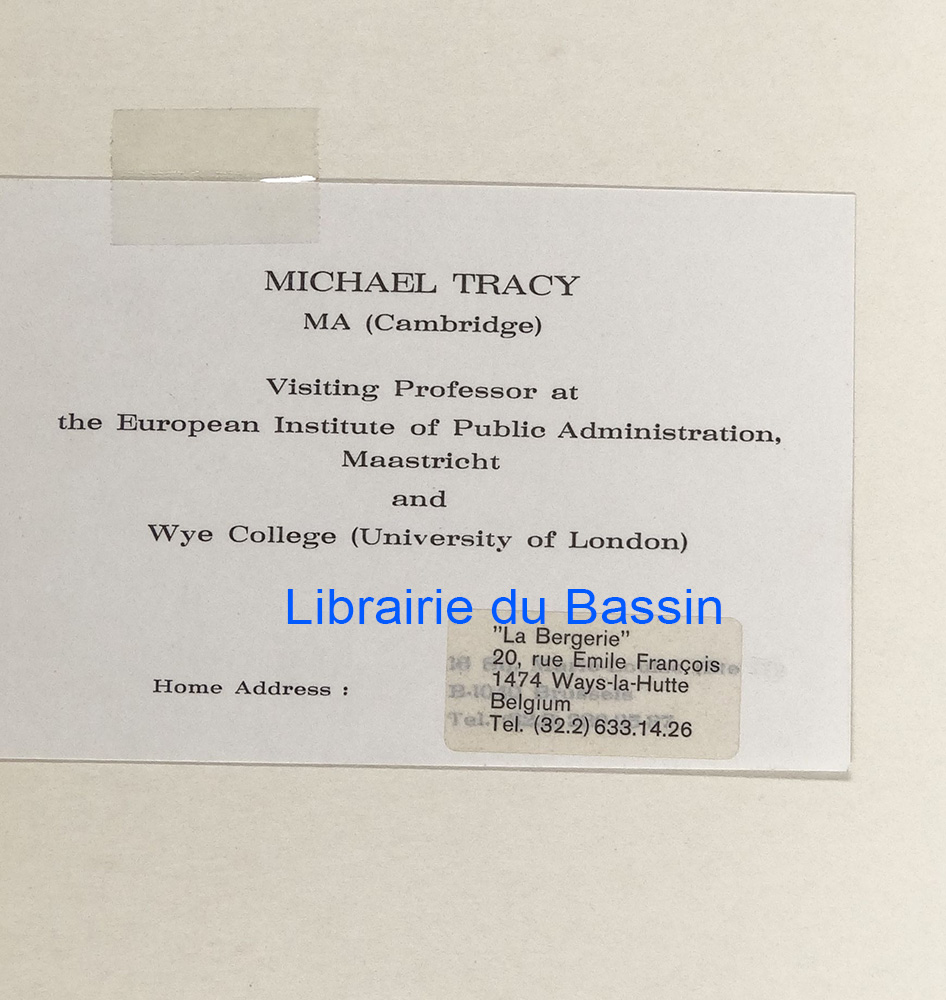 MICHAEL TRACY
MA (Cambridge)
Visiting Professor at
the European Institute of Public Administration,
Maastricht
and
Wye College (University of London)
Librairie du Bassin
Home Address :
"La Bergerie"
20, rue Emile François
1474 Ways-la-Hutte
Belgium
Tel. (32.2) 633.14.26